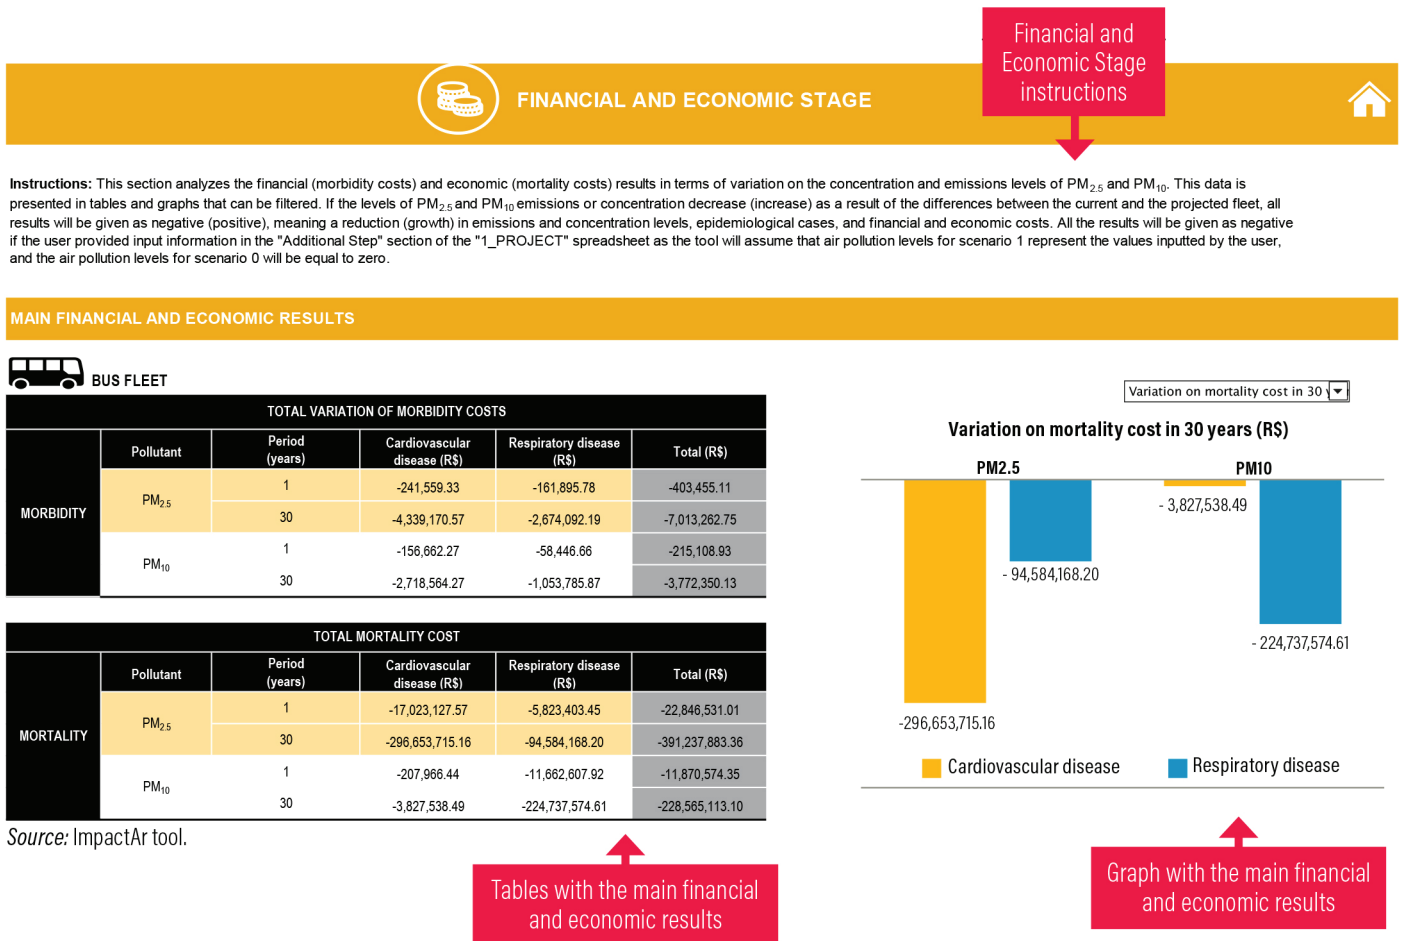 Financial and
Economic Stage
instructions
FINANCIAL AND ECONOMIC STAGE
Instructions: This section analyzes the financial (morbidity costs) and economic (mortality costs) results in terms of variation on the concentration and emissions levels of PM2.5 and PM10. This data is
presented in tables and graphs that can be filtered. If the levels of PM2.5 and PM10 emissions or concentration decrease (increase) as a result of the differences between the current and the projected fleet, all
results will be given as negative (positive), meaning a reduction (growth) in emissions and concentration levels, epidemiological cases, and financial and economic costs. All the results will be given as negative
if the user provided input information in the "Additional Step" section of the "1_PROJECT" spreadsheet as the tool will assume that air pollution levels for scenario 1 represent the values inputted by the user,
and the air pollution levels for scenario 0 will be equal to zero.
MAIN FINANCIAL AND ECONOMIC RESULTS
BUS FLEET
TOTAL VARIATION OF MORBIDITY COSTS
Pollutant Period (years) Cardiovascular disease (R$) Respiratory disease (R$) Total (R$)
MORBIDITY
PM2.5
1 -241,559.33 -161,895.78 -403,455.11
30 -4,339,170.57 -2,674,092.19 -7,013,262.75
PM10
1 -156,662.27 -58,446.66 -215,108.93
30 -2,718,564.27 -1,053,785.87 -3,772,350.13
TOTAL MORTALITY COST
Pollutant Period (years) Cardiovascular disease (R$) Respiratory disease (R$) Total (R$)
MORTALITY
PM2.5
1 -17,023,127.57 -5,823,403.45 -22,846,531.01
30 -296,653,715.16 -94,584,168.20 -391,237,883.36
PM10
1 -207,966.44 -11,662,607.92 -11,870,574.35
30 -3,827,538.49 -224,737,574.61 -228,565,113.10
Source: ImpactAr tool.
Tables with the main financial
and economic results
Variation on mortality cost in 30
Variation on mortality cost in 30 years (R$)
PM2.5 PM10
- 3,827,538.49
- 94,584,168.20
- 224,737,574.61
-296,653,715.16
Cardiovascular disease Respiratory disease
Graph with the main financial
and economic results